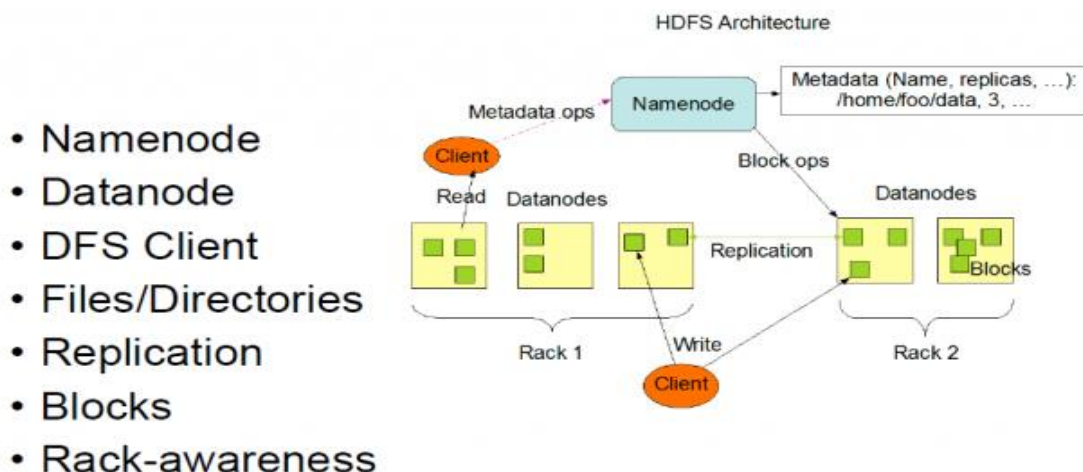 HDFS Architecture
• Namenode
• Datanode
• DFS Client
• Files/Directories
• Replication
• Blocks
• Rack-awareness
Metadata (Name, replicas, ...):
/home/foo/data, 3, ...
Namenode
Metadata ops
Client
Block ops
Read
Datanodes
Datanodes
Replication
Blocks
Rack 1
Write
Rack 2
Client